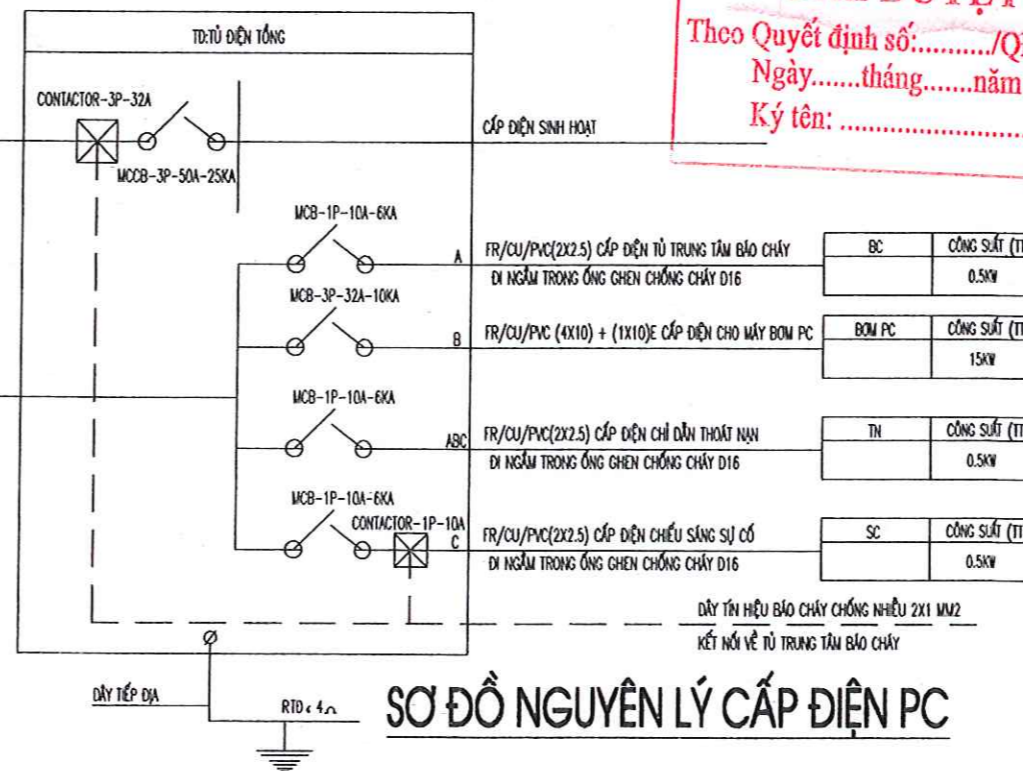 TD:TỦ ĐIỆN TỔNG
Theo Quyết định số:........../
Ngày.......tháng.......năm
Ký tên: ........................
CONTACTOR-3P-32A
MCCB-3P-50A-25KA
CẤP ĐIỆN SINH HOẠT
MCB-1P-10A-6KA
A
FR/CU/PVC(2X2.5) CẤP ĐIỆN TỦ TRUNG TÂM BÁO CHÁY
ĐI NGẦM TRONG ỐNG GHEN CHỐNG CHÁY D16
BC
CÔNG SUẤT
0.5KW
MCB-3P-32A-10KA
B
FR/CU/PVC (4X10) + (1X10)E CẤP ĐIỆN CHO MÁY BƠM PC
BƠM PC
CÔNG SUẤT
15KW
MCB-1P-10A-6KA
ABC
FR/CU/PVC(2X2.5) CẤP ĐIỆN CHỈ DẪN THOÁT NẠN
ĐI NGẦM TRONG ỐNG GHEN CHỐNG CHÁY D16
TN
CÔNG SUẤT
0.5KW
MCB-1P-10A-6KA
CONTACTOR-1P-10A
C
FR/CU/PVC(2X2.5) CẤP ĐIỆN CHIẾU SÁNG SỰ CỐ
ĐI NGẦM TRONG ỐNG GHEN CHỐNG CHÁY D16
SC
CÔNG SUẤT
0.5KW
DÂY TÍN HIỆU BÁO CHÁY CHỐNG NHIỄU 2X1 MM2
KẾT NỐI VỀ TỦ TRUNG TÂM BÁO CHÁY
DÂY TIẾP ĐỊA
RTD < 4Ω
SƠ ĐỒ NGUYÊN LÝ CẤP ĐIỆN PC